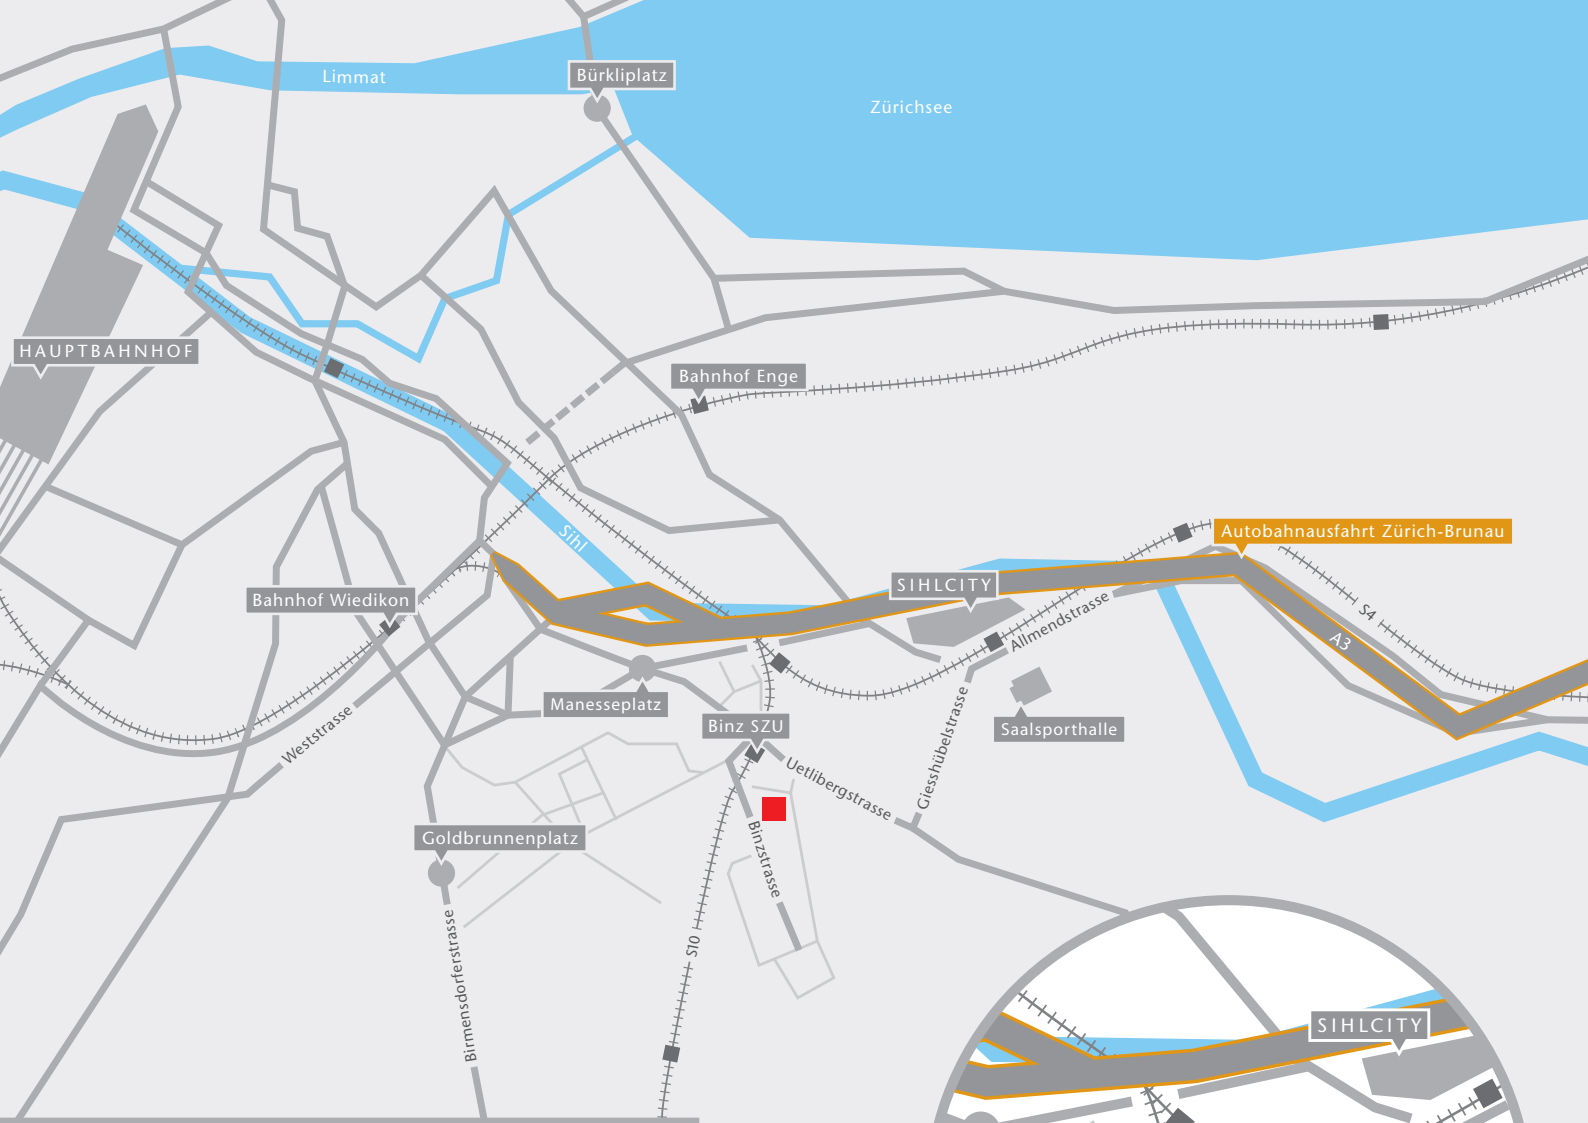 Limmat
Bürkliplatz
Zürichsee
HAUPTBAHNHOF
Bahnhof Enge
Sihl
Autobahnausfahrt Zürich-Brunau
SIHLCITY
Bahnhof Wiedikon
Allmendstrasse
S4
A3
Manesseplatz
Binz SZU
Saalsporthalle
Weststrasse
Giesshübelstrasse
Uetlibergstrasse
Goldbrunnenplatz
Binzstrasse
Birmensdorferstrasse
S10
SIHLCITY